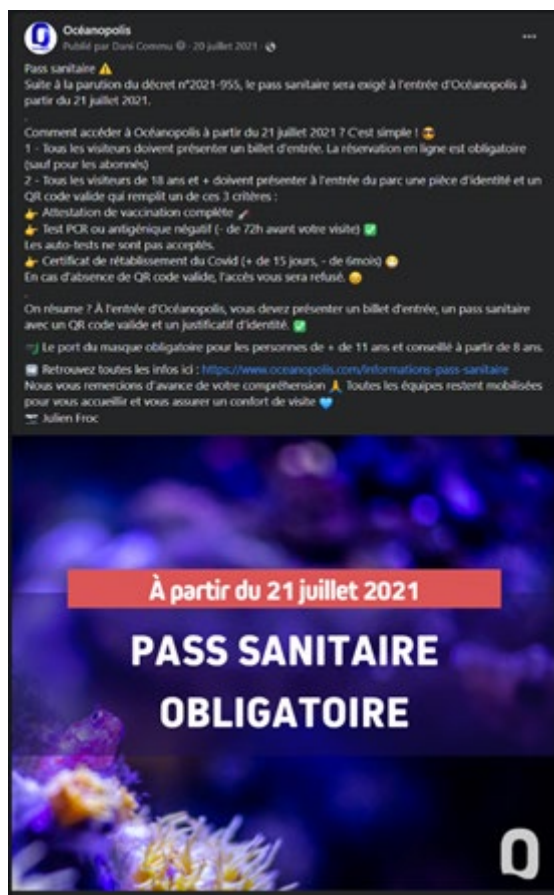 Océanopolis
Publié par Dani Commu · 20 juillet 2021 ·
Pass sanitaire ⚠️
Suite à la parution du décret n°2021-955, le pass sanitaire sera exigé à l'entrée d'Océanopolis à
partir du 21 juillet 2021.
.
Comment accéder à Océanopolis à partir du 21 juillet 2021 ? C'est simple ! 😎
1 - Tous les visiteurs doivent présenter un billet d'entrée. La réservation en ligne est obligatoire
(sauf pour les abonnés)
2 - Tous les visiteurs de 18 ans et + doivent présenter à l'entrée du parc une pièce d'identité et un
QR code valide qui remplit un de ces 3 critères :
👉 Attestation de vaccination complète 💉
👉 Test PCR ou antigénique négatif (- de 72h avant votre visite) ✅
Les auto-tests ne sont pas acceptés.
👉 Certificat de rétablissement du Covid (+ de 15 jours, - de 6mois)
En cas d'absence de QR code valide, l'accès vous sera refusé.
.
On résume ? À l'entrée d'Océanopolis, vous devez présenter un billet d'entrée, un pass sanitaire
avec un QR code valide et un justificatif d'identité. ✅
🤿 Le port du masque obligatoire pour les personnes de + de 11 ans et conseillé à partir de 8 ans.
➡️ Retrouvez toutes les infos ici : https://www.oceanopolis.com/informations-pass-sanitaire
Nous vous remercions d'avance de votre compréhension 🙏 Toutes les équipes restent mobilisées
pour vous accueillir et vous assurer un confort de visite 💙
📷 Julien Froc
À partir du 21 juillet 2021
PASS SANITAIRE
OBLIGATOIRE